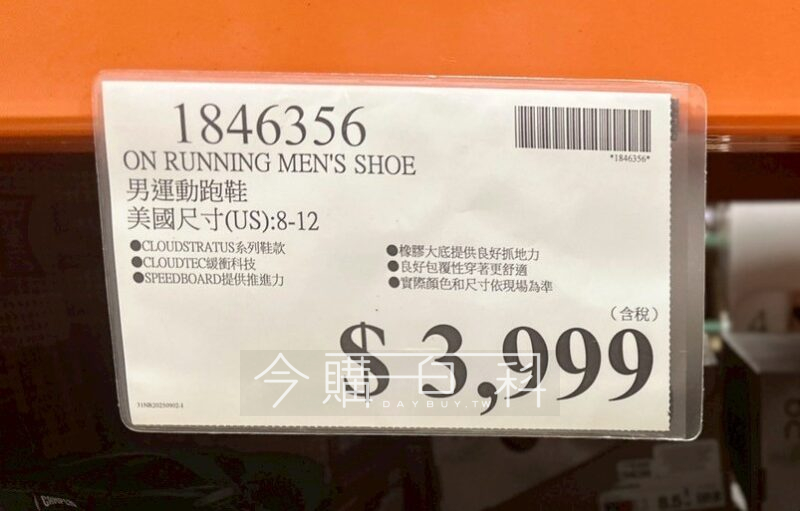 1846356
*1846356*
ON RUNNING MEN'S SHOE
男運動跑鞋
美國尺寸(US):8-12
●CLOUDSTRATUS系列鞋款
●CLOUDTEC緩衝科技
●SPEEDBOARD提供推進力
●橡膠大底提供良好抓地力
●良好包覆性穿著更舒適
●實際顏色和尺寸依現場為準
(含稅)
$ 3,999
今購百科
DAYBUY.TW